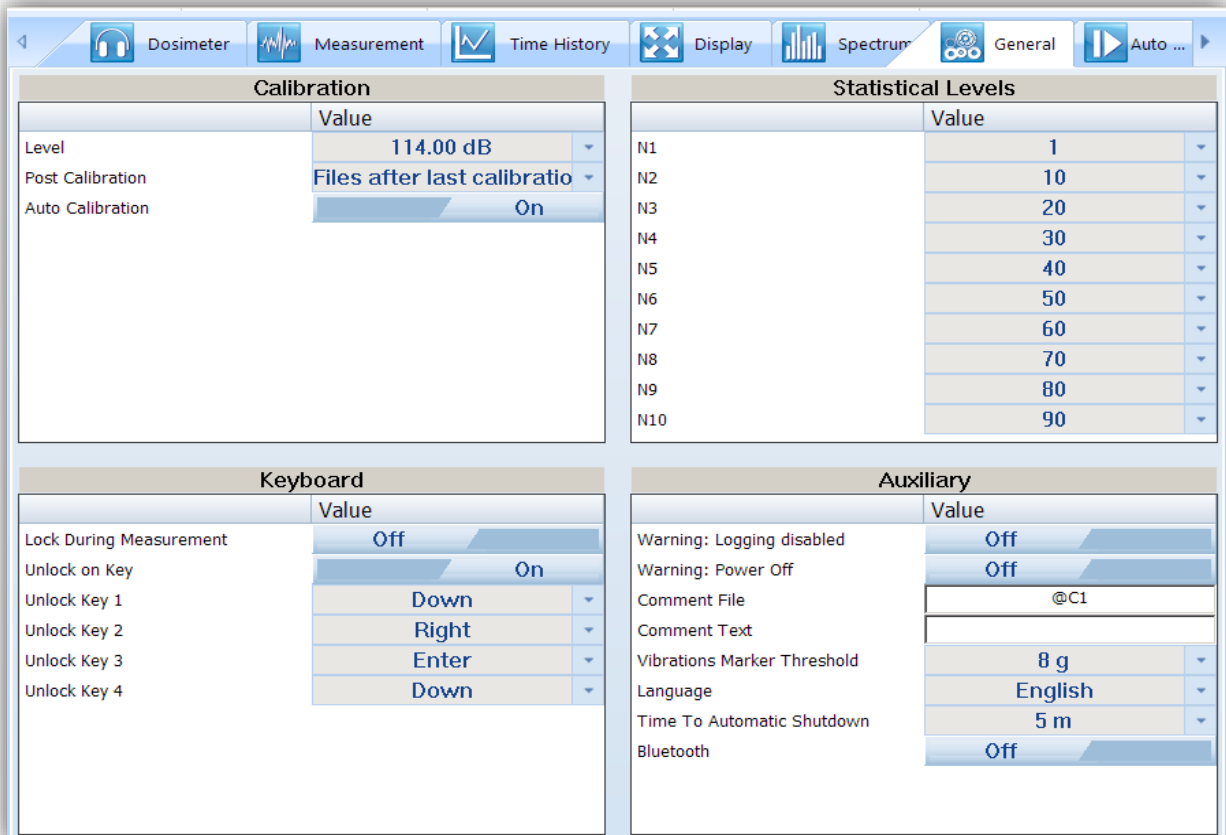 Dosimeter Measurement Time History Display Spectrum General Auto ...
Calibration
Value
Level 114.00 dB
Post Calibration Files after last calibratio
Auto Calibration On
Statistical Levels
Value
N1 1
N2 10
N3 20
N4 30
N5 40
N6 50
N7 60
N8 70
N9 80
N10 90
Keyboard
Value
Lock During Measurement Off
Unlock on Key On
Unlock Key 1 Down
Unlock Key 2 Right
Unlock Key 3 Enter
Unlock Key 4 Down
Auxiliary
Value
Warning: Logging disabled Off
Warning: Power Off Off
Comment File @C1
Comment Text
Vibrations Marker Threshold 8 g
Language English
Time To Automatic Shutdown 5 m
Bluetooth Off